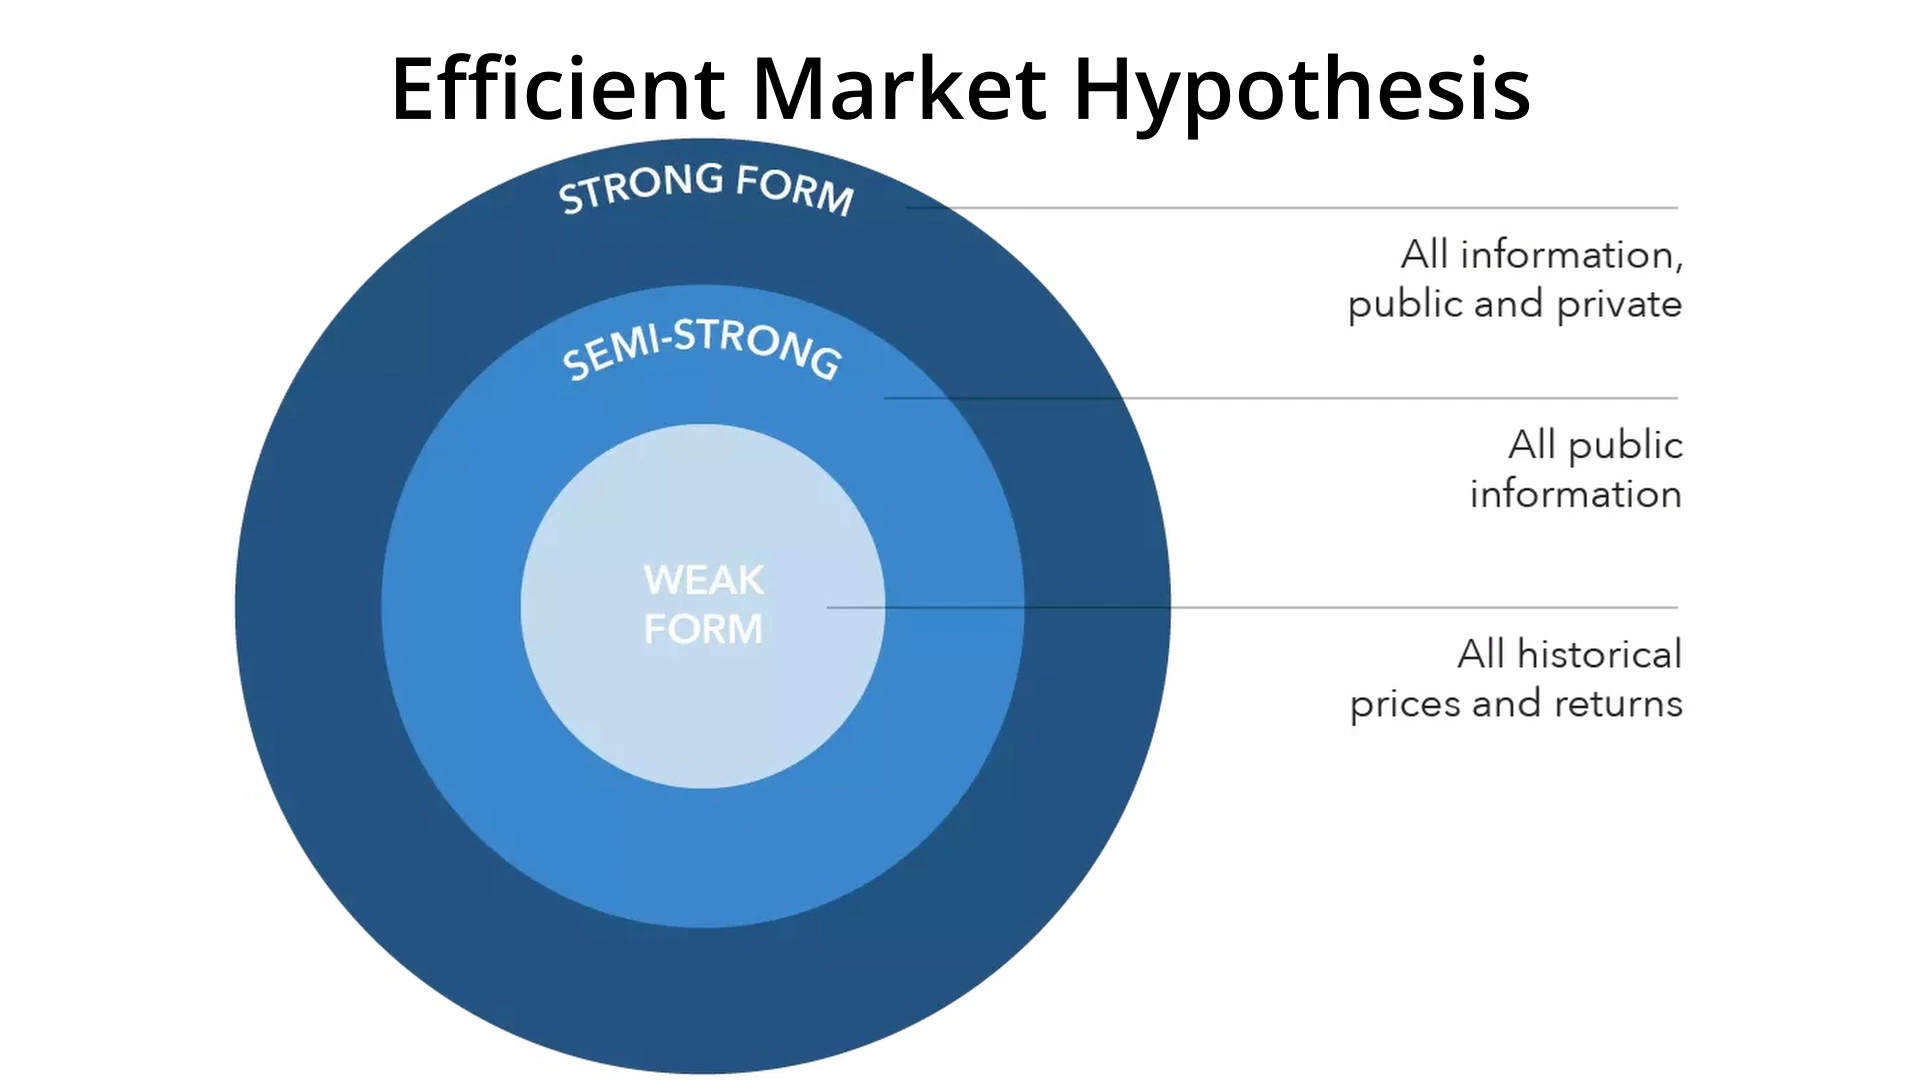 Efficient Market Hypothesis
STRONG FORM
All information,
public and private
SEMI-STRONG
All public
information
WEAK
FORM
All historical
prices and returns